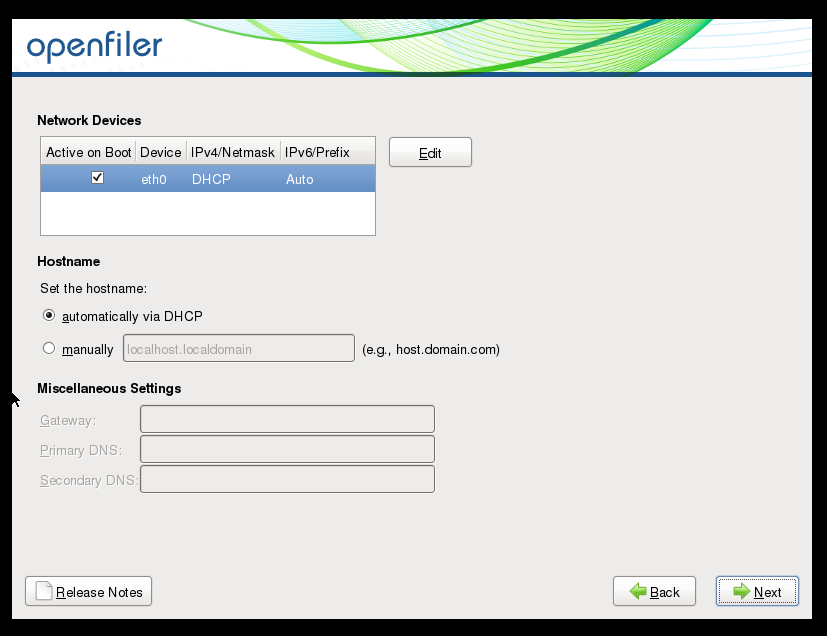 openfiler
Network Devices
Active on Boot Device IPv4/Netmask IPv6/Prefix
Edit
eth0 DHCP Auto
Hostname
Set the hostname:
automatically via DHCP
manually localhost.localdomain (e.g., host.domain.com)
Miscellaneous Settings
Gateway:
Primary DNS:
Secondary DNS:
Release Notes Back Next